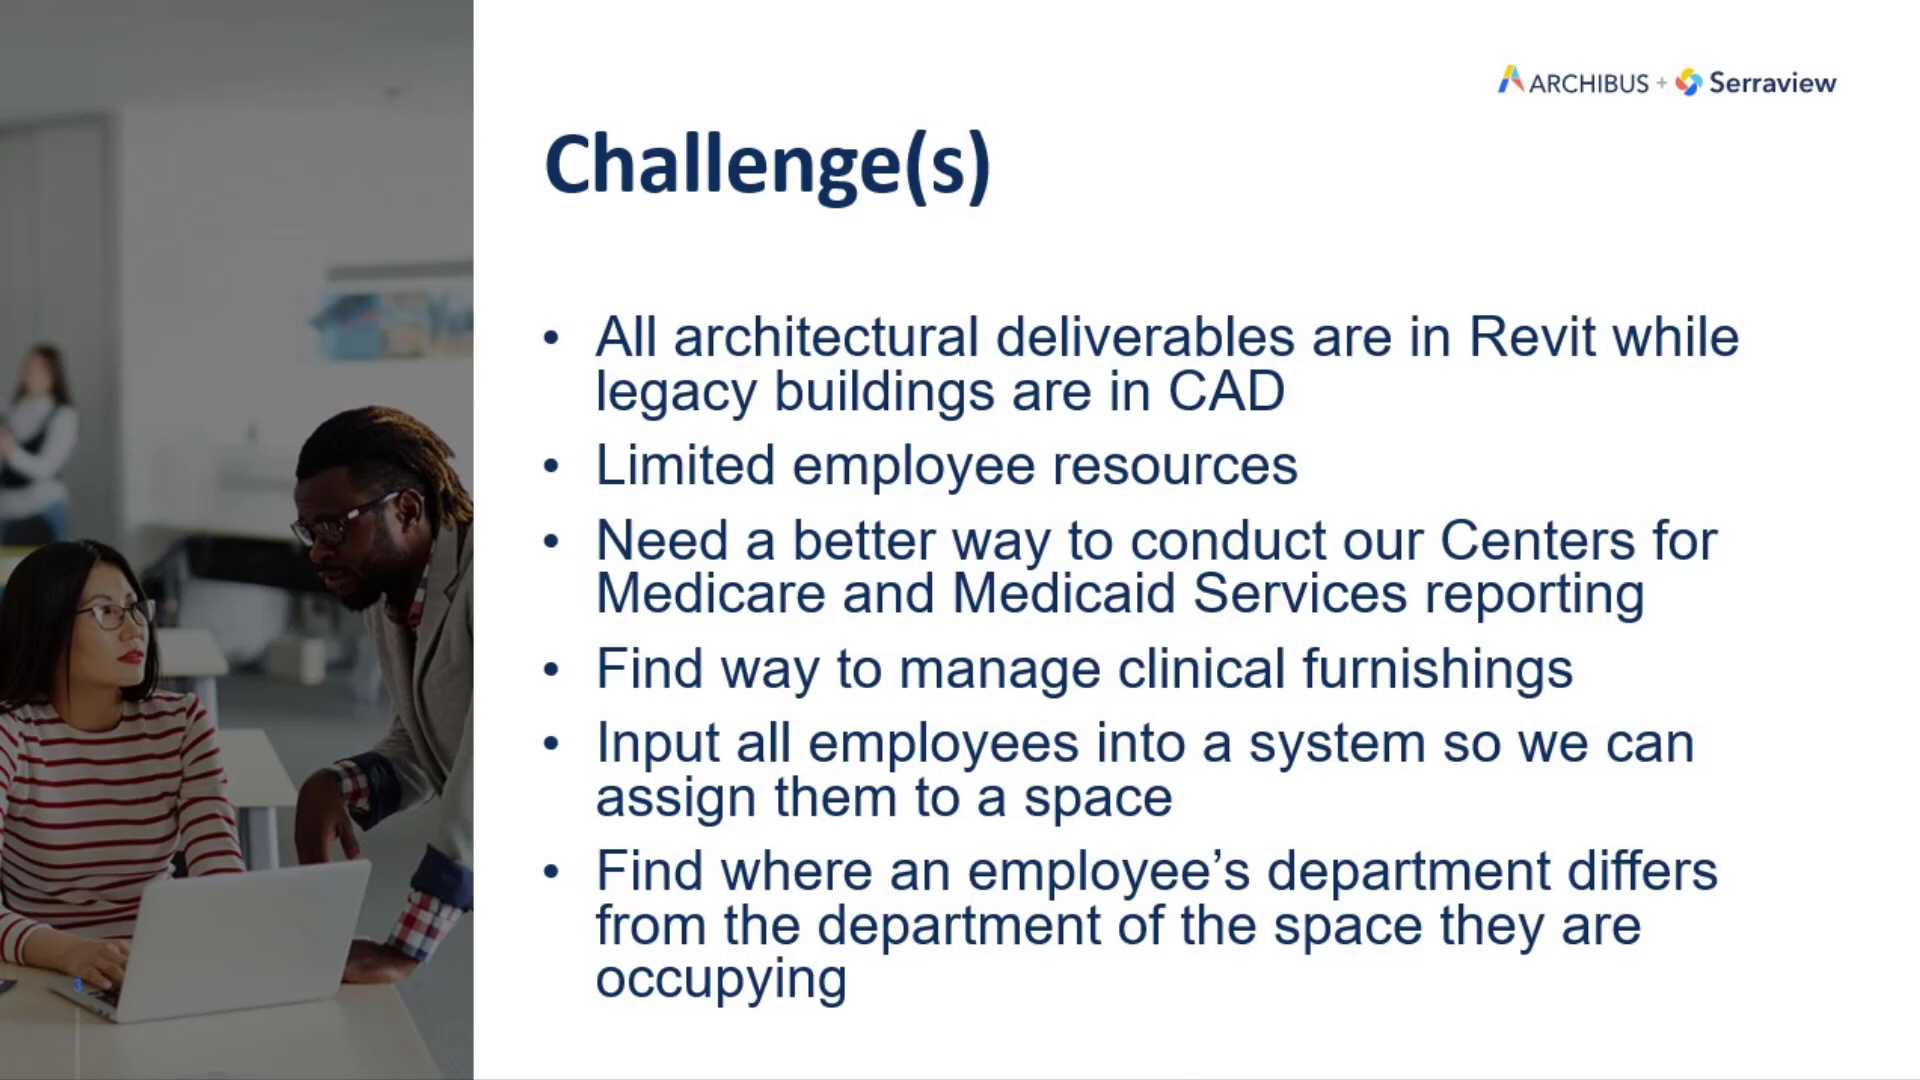 ARCHIBUS + Serraview
Challenge(s)
• All architectural deliverables are in Revit while
legacy buildings are in CAD
• Limited employee resources
• Need a better way to conduct our Centers for
Medicare and Medicaid Services reporting
• Find way to manage clinical furnishings
• Input all employees into a system so we can
assign them to a space
• Find where an employee’s department differs
from the department of the space they are
occupying
3